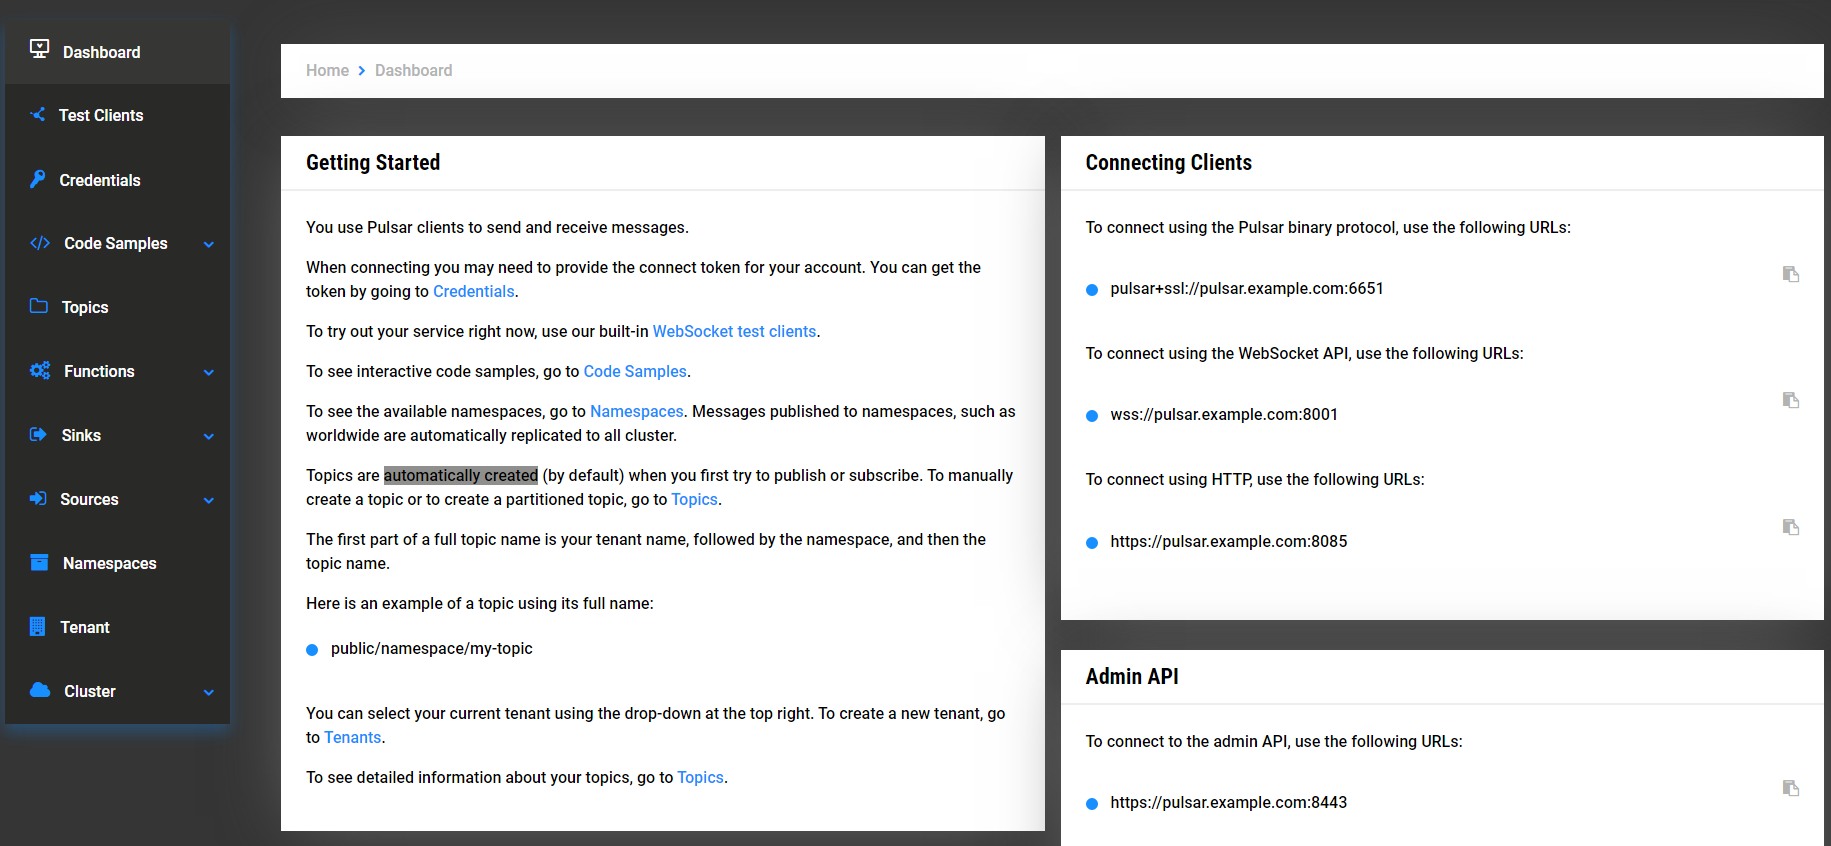 Dashboard
Test Clients
Credentials
Code Samples
Topics
Functions
Sinks
Sources
Namespaces
Tenant
Cluster
Home > Dashboard
Getting Started
You use Pulsar clients to send and receive messages.
When connecting you may need to provide the connect token for your account. You can get the
token by going to Credentials.
To try out your service right now, use our built-in WebSocket test clients.
To see interactive code samples, go to Code Samples.
To see the available namespaces, go to Namespaces. Messages published to namespaces, such as
worldwide are automatically replicated to all cluster.
Topics are automatically created (by default) when you first try to publish or subscribe. To manually
create a topic or to create a partitioned topic, go to Topics.
The first part of a full topic name is your tenant name, followed by the namespace, and then the
topic name.
Here is an example of a topic using its full name:
public/namespace/my-topic
You can select your current tenant using the drop-down at the top right. To create a new tenant, go
to Tenants.
To see detailed information about your topics, go to Topics.
Connecting Clients
To connect using the Pulsar binary protocol, use the following URLs:
pulsar+ssl://pulsar.example.com:6651
To connect using the WebSocket API, use the following URLs:
wss://pulsar.example.com:8001
To connect using HTTP, use the following URLs:
https://pulsar.example.com:8085
Admin API
To connect to the admin API, use the following URLs:
https://pulsar.example.com:8443